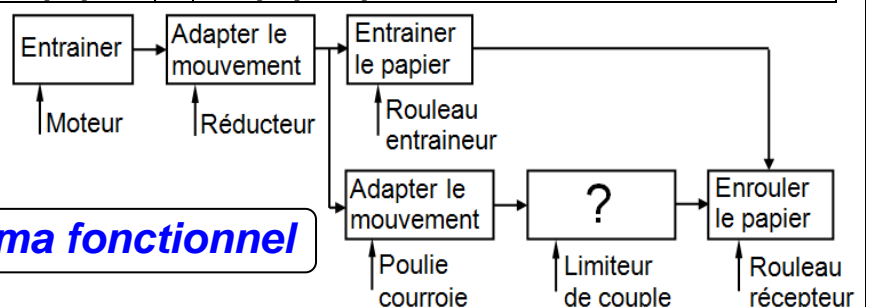 Entrainer
Adapter le
mouvement
Entrainer
le papier
Moteur
Réducteur
Rouleau
entraineur
Adapter le
mouvement
?
Enrouler
le papier
ma fonctionnel
Poulie
courroie
Limiteur
de couple
Rouleau
récepteur